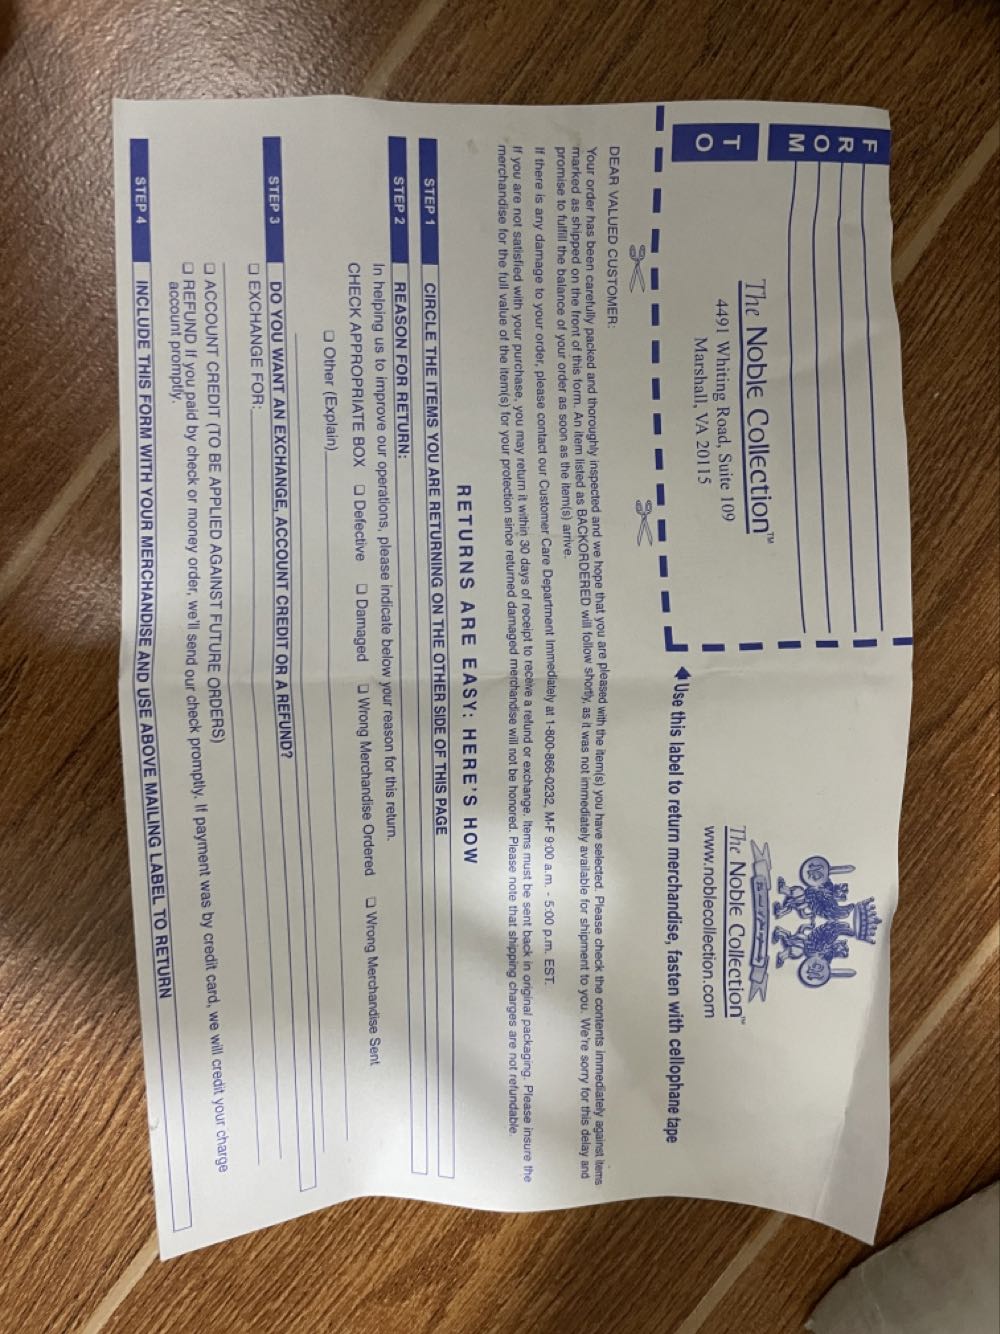 FROM
TO
The Noble Collection™
4491 Whiting Road, Suite 109
Marshall, VA 20115
The Noble Collection™
www.noblecollection.com
◀Use this label to return merchandise, fasten with cellophane tape
DEAR VALUED CUSTOMER:
Your order has been carefully packed and thoroughly inspected and we hope that you are pleased with the item(s) you have selected. Please check the contents immediately against items
marked as shipped on the front of this form. An item listed as BACKORDERED will follow shortly, as it was not immediately available for shipment to you. We're sorry for this delay and
promise to fulfill the balance of your order as soon as the item(s) arrive.
If there is any damage to your order, please contact our Customer Care Department Immediately at 1-800-866-0232, M-F 9:00 a.m. - 5:00 p.m. EST.
If you are not satisfied with your purchase, you may return it within 30 days of receipt to receive a refund or exchange. Items must be sent back in original packaging. Please insure the
merchandise for the full value of the item(s) for your protection since returned damaged merchandise will not be honored. Please note that shipping charges are not refundable.
RETURNS ARE EASY: HERE'S HOW
STEP 1 CIRCLE THE ITEMS YOU ARE RETURNING ON THE OTHER SIDE OF THIS PAGE
STEP 2 REASON FOR RETURN:
In helping us to improve our operations, please indicate below your reason for this return.
CHECK APPROPRIATE BOX ❑ Defective ❑ Damaged ❑ Wrong Merchandise Ordered ❑ Wrong Merchandise Sent
❑ Other (Explain)
STEP 3 DO YOU WANT AN EXCHANGE, ACCOUNT CREDIT OR A REFUND?
❑ EXCHANGE FOR:
❑ ACCOUNT CREDIT (TO BE APPLIED AGAINST FUTURE ORDERS)
❑ REFUND If you paid by check or money order, we'll send our check promptly. If payment was by credit card, we will credit your charge
account promptly.
STEP 4 INCLUDE THIS FORM WITH YOUR MERCHANDISE AND USE ABOVE MAILING LABEL TO RETURN